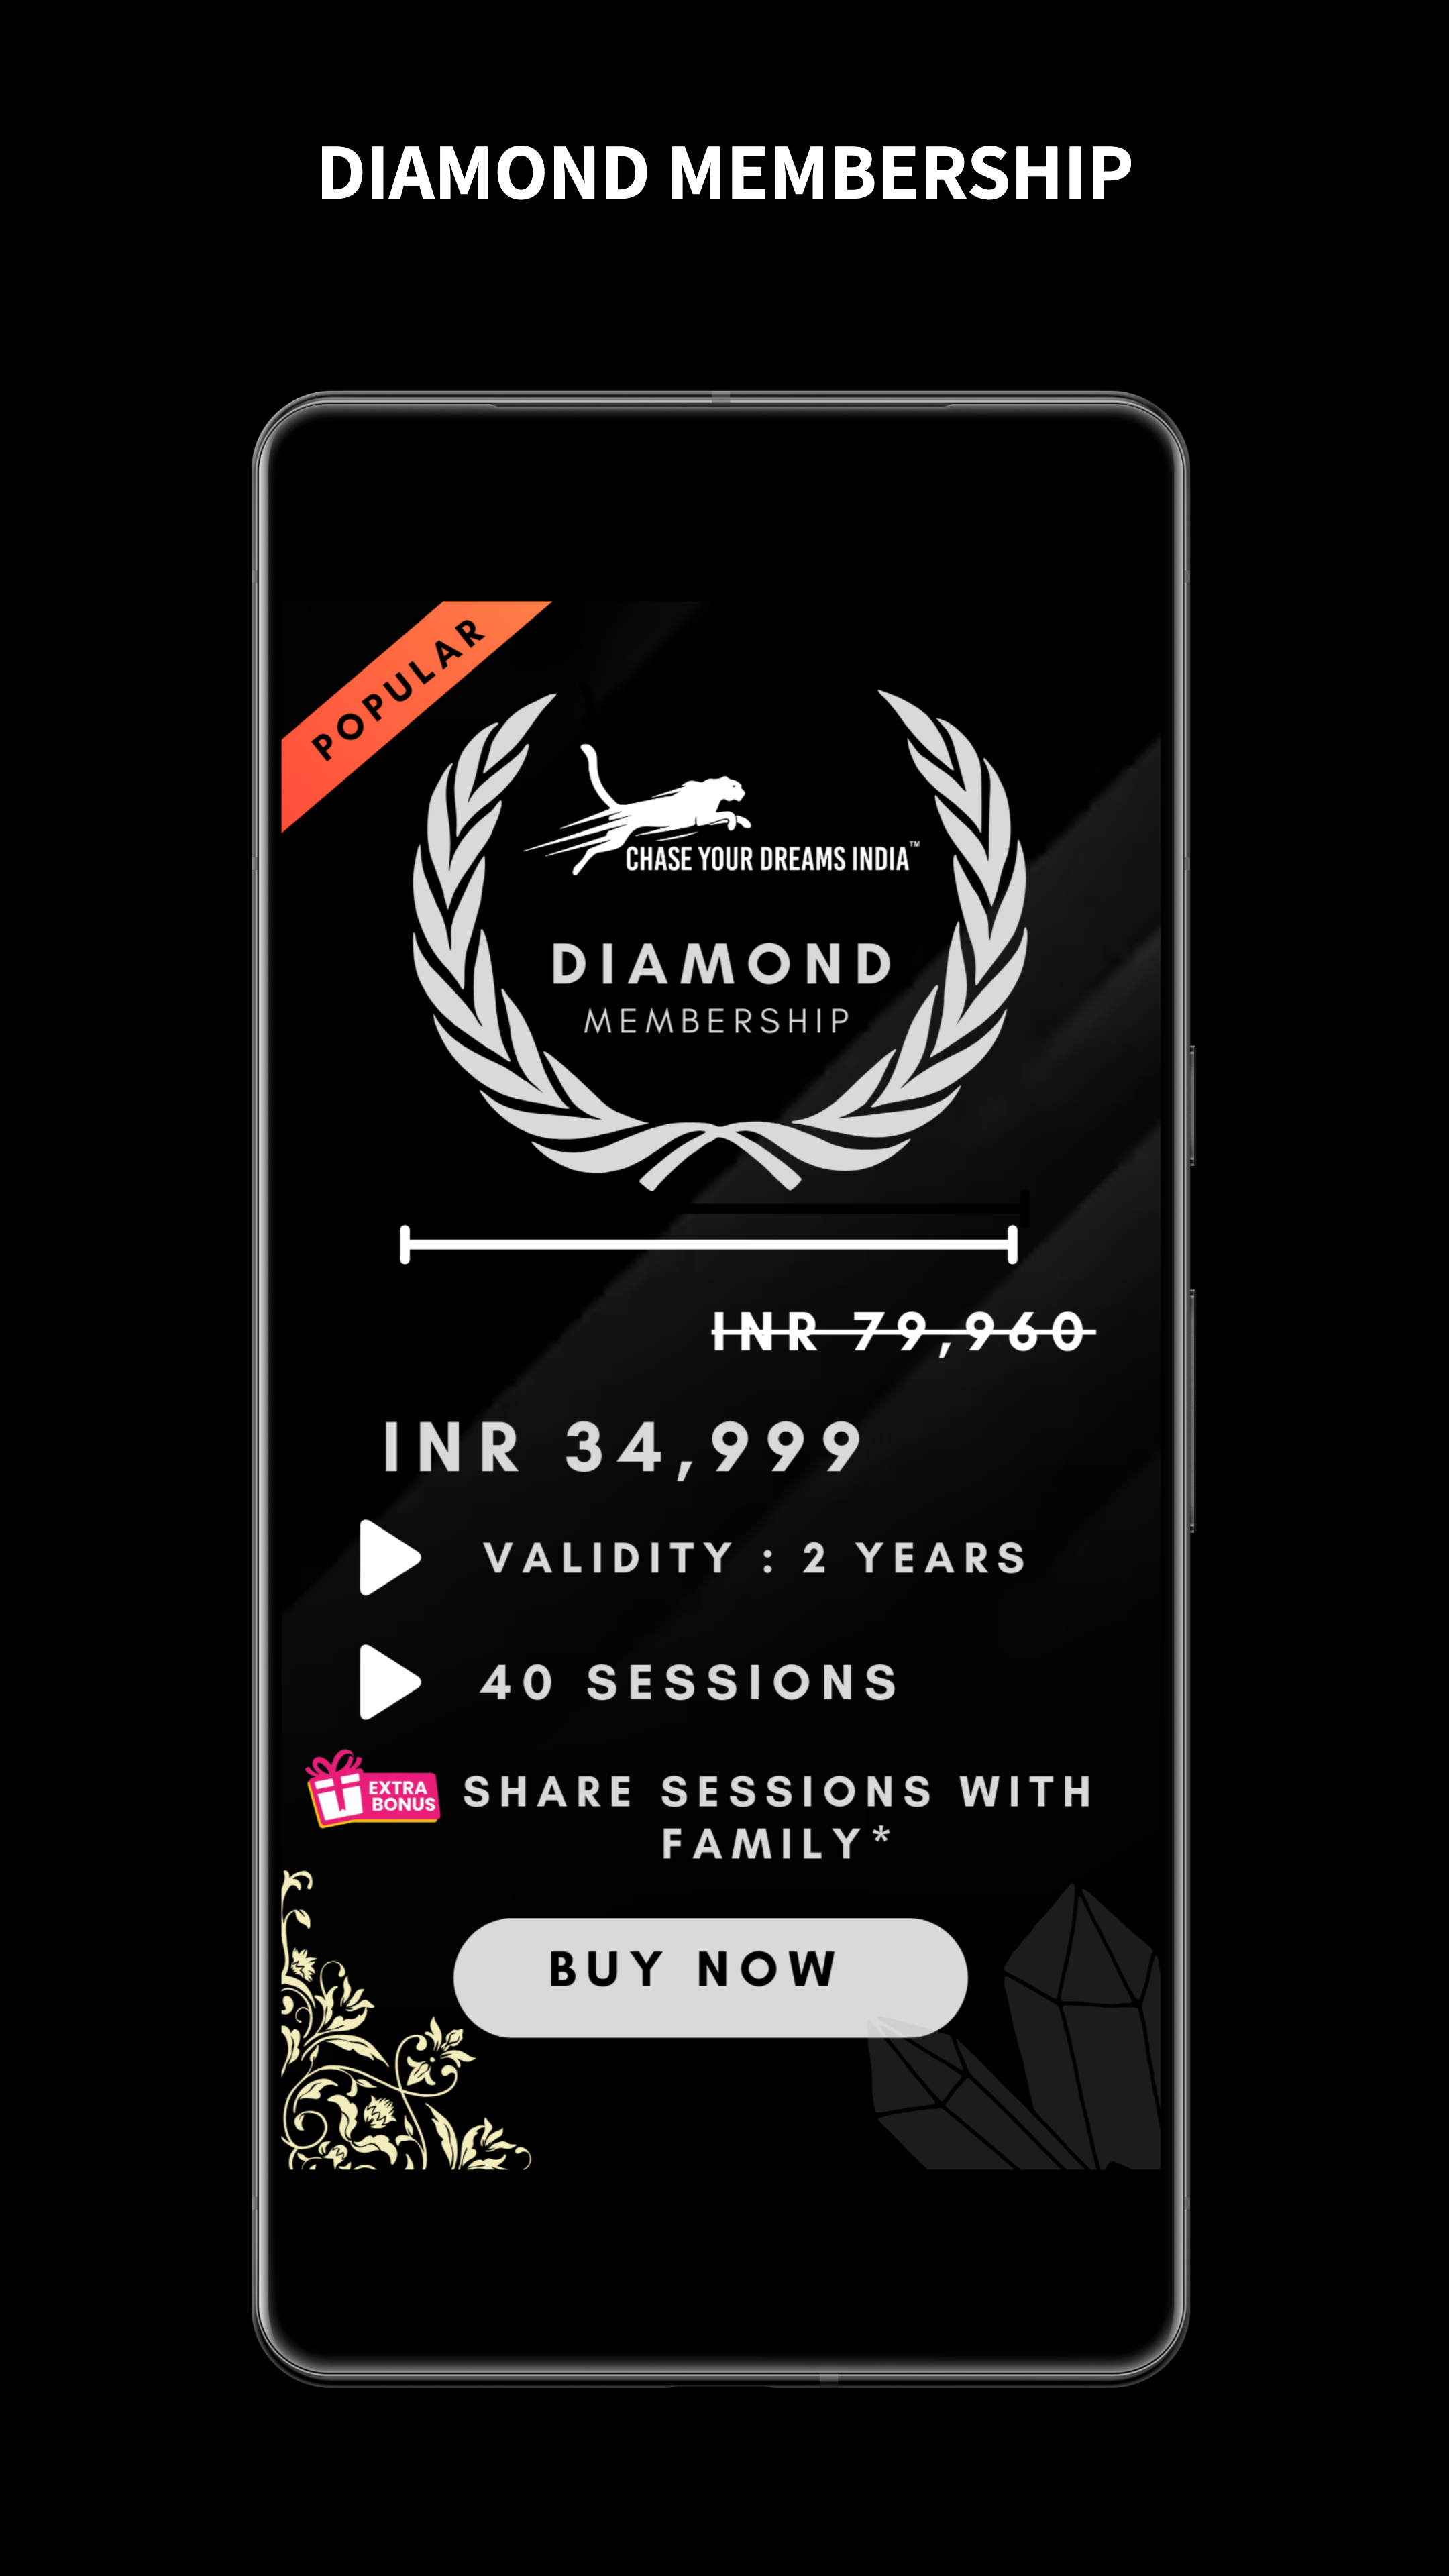 DIAMOND MEMBERSHIP
POPULAR
CHASE YOUR DREAMS INDIA™
DIAMOND
MEMBERSHIP
INR 79,960
INR 34,999
VALIDITY : 2 YEARS
40 SESSIONS
EXTRA
BONUS
SHARE SESSIONS WITH
FAMILY*
BUY NOW